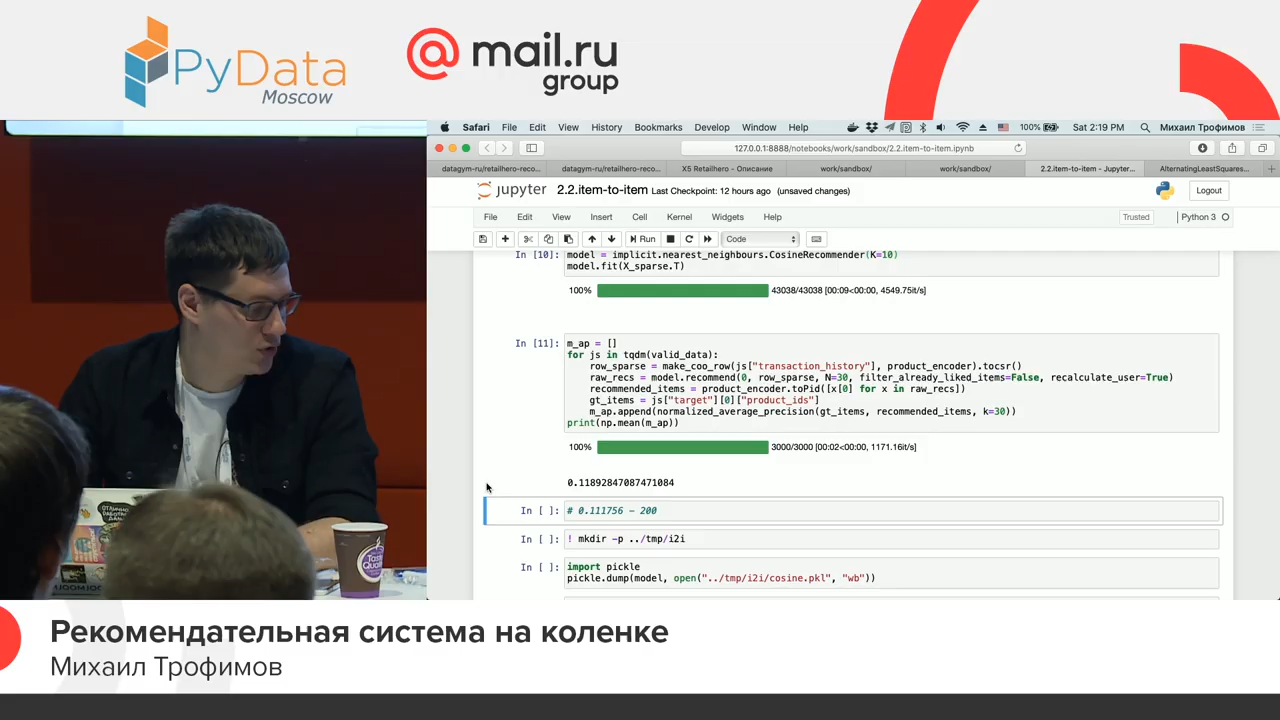 PyData
Moscow
@mail.ru
group
Safari File Edit View History Bookmarks Develop Window Help 100% Sat 2:19 PM Михаил Трофимов
127.0.0.1:8888/notebooks/work/sandbox/2.2.item-to-item.ipynb
datagym-ru/retailhero-reco... datagym-ru/retailhero-reco... X5 Retailhero - Описание work/sandbox/ work/sandbox/ 2.2.item-to-item - Jupyter... AlternatingLeastSquares...
jupyter 2.2.item-to-item Last Checkpoint: 12 hours ago (unsaved changes) Logout
File Edit View Insert Cell Kernel Widgets Help Trusted Python 3
Run Code
In [10]: model = implicit.nearest_neighbours.CosineRecommender(K=10)
model.fit(X_sparse.T)
100% 43038/43038 [00:09<00:00, 4549.75it/s]
In [11]: m_ap = []
for js in tqdm(valid_data):
row_sparse = make_coo_row(js["transaction_history"], product_encoder).tocsr()
raw_recs = model.recommend(0, row_sparse, N=30, filter_already_liked_items=False, recalculate_user=True)
recommended_items = product_encoder.toPid([x[0] for x in raw_recs])
gt_items = js["target"][0]["product_ids"]
m_ap.append(normalized_average_precision(gt_items, recommended_items, k=30))
print(np.mean(m_ap))
100% 3000/3000 [00:02<00:00, 1171.16it/s]
0.11892847087471084
In [ ]: # 0.111756 - 200
In [ ]: ! mkdir -p ../tmp/i2i
In [ ]: import pickle
pickle.dump(model, open("../tmp/i2i/cosine.pkl", "wb"))
Рекомендательная система на коленке
Михаил Трофимов